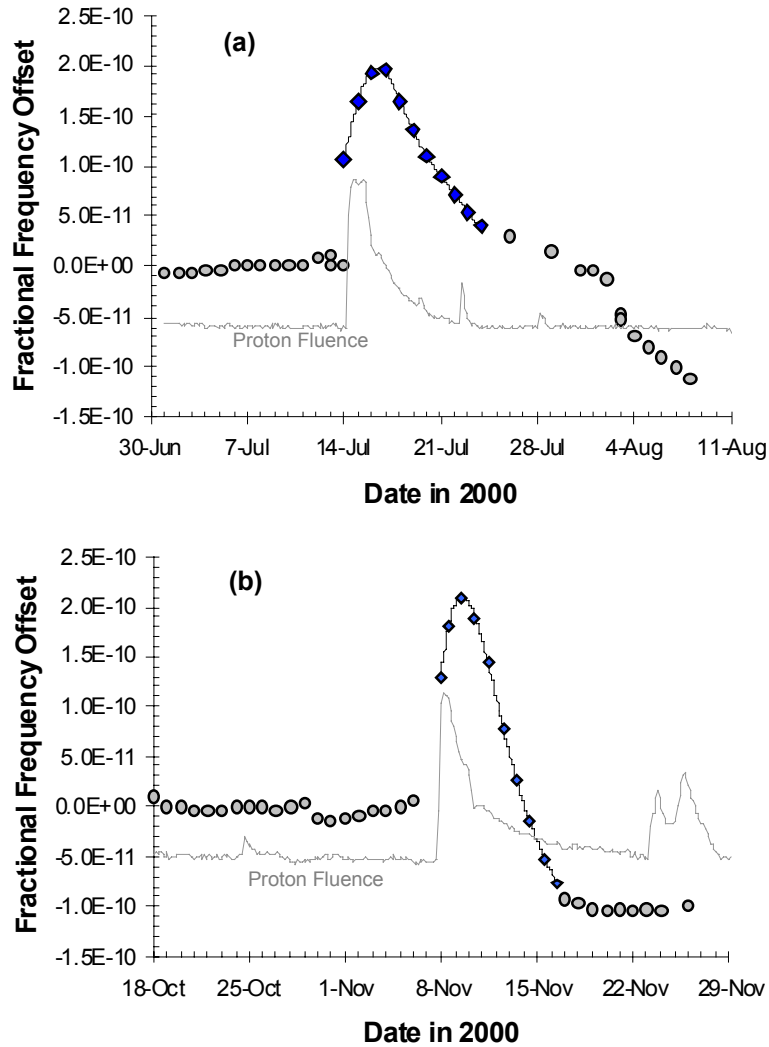 2.5E-10
(a)
2.0E-10
1.5E-10
1.0E-10
5.0E-11
0.0E+00
-5.0E-11
-1.0E-10
-1.5E-10
Fractional Frequency Offset
Proton Fluence
30-Jun 7-Jul 14-Jul 21-Jul 28-Jul 4-Aug 11-Aug
Date in 2000
2.5E-10
(b)
2.0E-10
1.5E-10
1.0E-10
5.0E-11
0.0E+00
-5.0E-11
-1.0E-10
-1.5E-10
Fractional Frequency Offset
Proton Fluence
18-Oct 25-Oct 1-Nov 8-Nov 15-Nov 22-Nov 29-Nov
Date in 2000